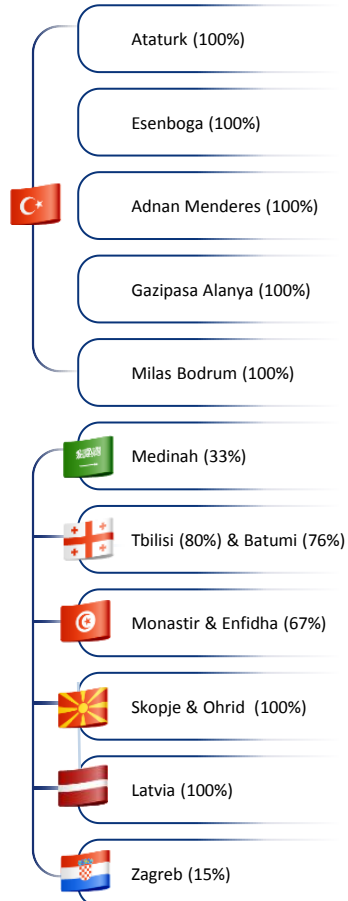 Ataturk (100%)
Esenboga (100%)
Adnan Menderes (100%)
Gazipasa Alanya (100%)
Milas Bodrum (100%)
Medinah (33%)
Tbilisi (80%) & Batumi (76%)
Monastir & Enfidha (67%)
Skopje & Ohrid (100%)
Latvia (100%)
Zagreb (15%)